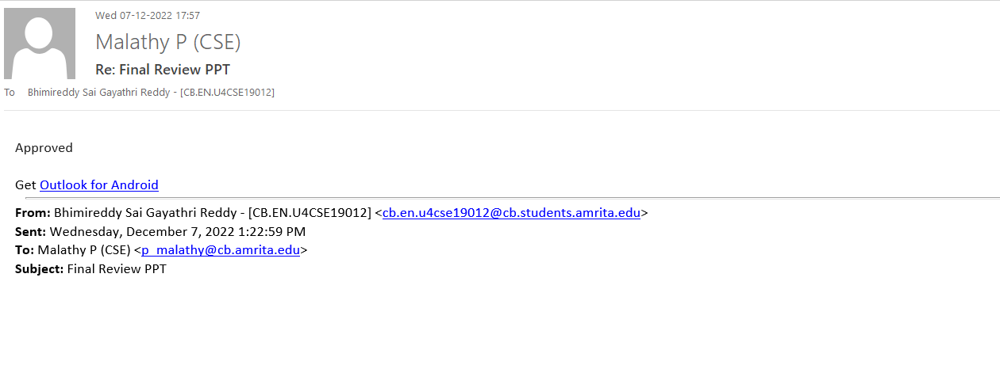 Wed 07-12-2022 17:57
Malathy P (CSE)
Re: Final Review PPT
To Bhimireddy Sai Gayathri Reddy - [CB.EN.U4CSE19012]
Approved
Get Outlook for Android
From: Bhimireddy Sai Gayathri Reddy - [CB.EN.U4CSE19012] <cb.en.u4cse19012@cb.students.amrita.edu>
Sent: Wednesday, December 7, 2022 1:22:59 PM
To: Malathy P (CSE) <p_malathy@cb.amrita.edu>
Subject: Final Review PPT